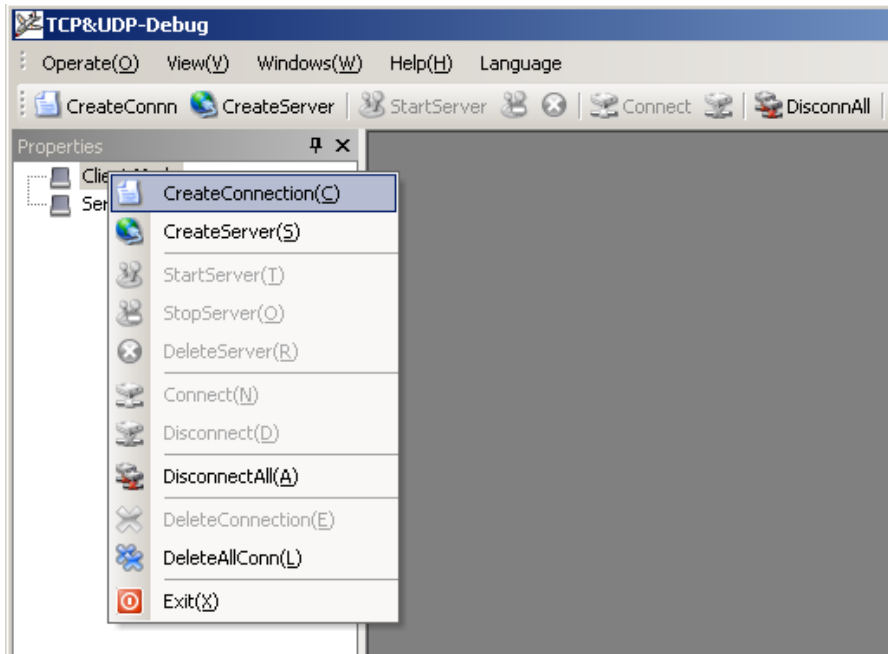 TCP&UDP-Debug
Operate(O) View(V) Windows(W) Help(H) Language
CreateConnn CreateServer StartServer Connect DisconnAll
Properties
CreateConnection(C)
CreateServer(S)
StartServer(T)
StopServer(O)
DeleteServer(R)
Connect(N)
Disconnect(D)
DisconnectAll(A)
DeleteConnection(E)
DeleteAllConn(L)
Exit(X)